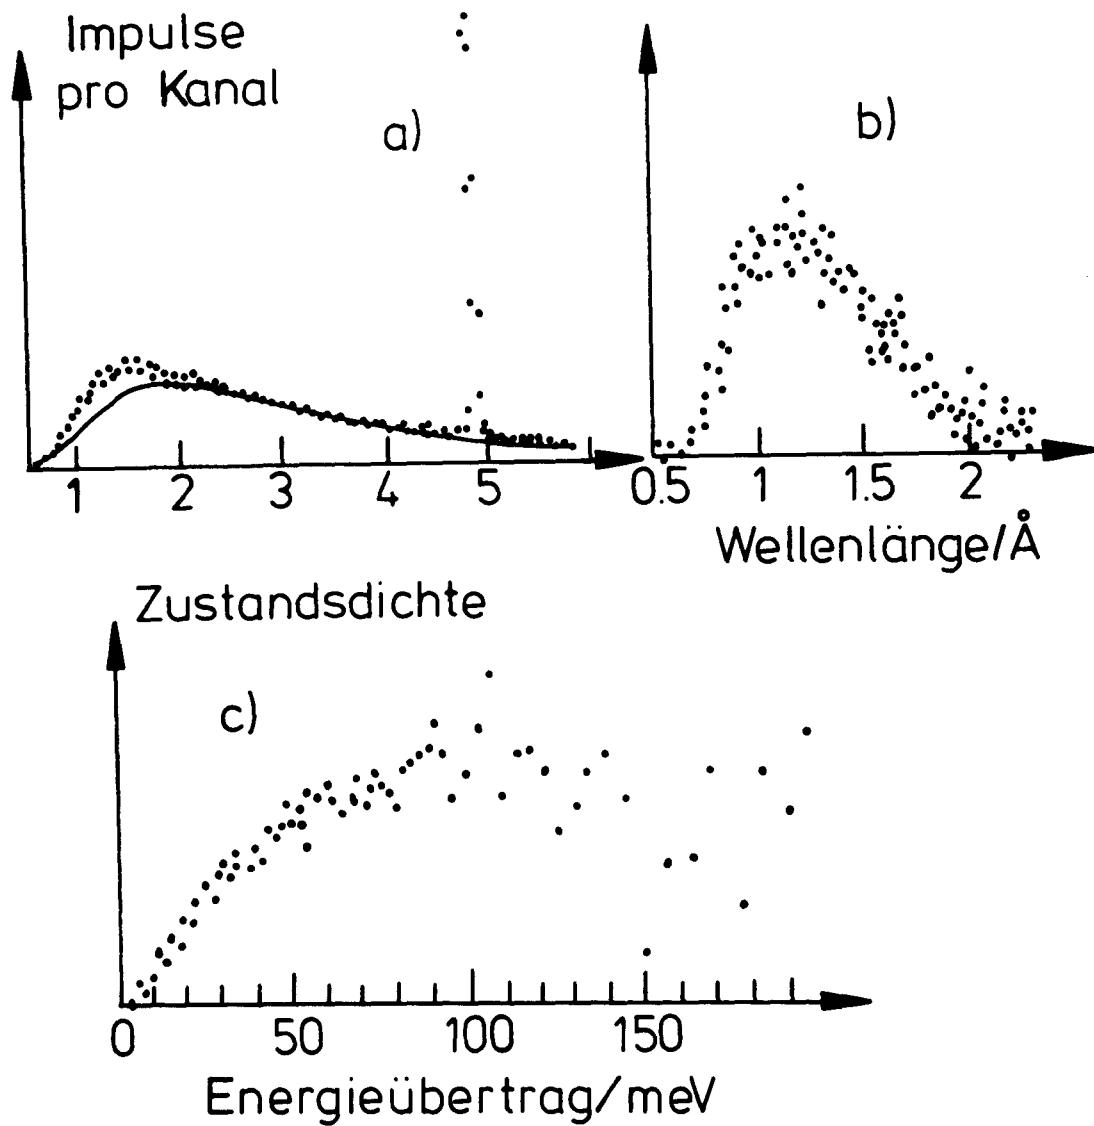 Impulse
pro Kanal
a)
b)
1 2 3 4 5
0.5 1 1.5 2
Wellenlänge/Å
Zustandsdichte
c)
0 50 100 150
Energieübertrag/meV